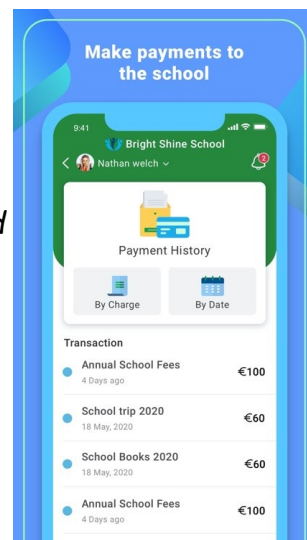 Make payments to
the school
9:41
Bright Shine School
Nathan welch
2
Payment History
By Charge
By Date
Transaction
Annual School Fees
€100
4 Days ago
School trip 2020
€60
18 May, 2020
School Books 2020
€60
18 May, 2020
Annual School Fees
€100
4 Days ago